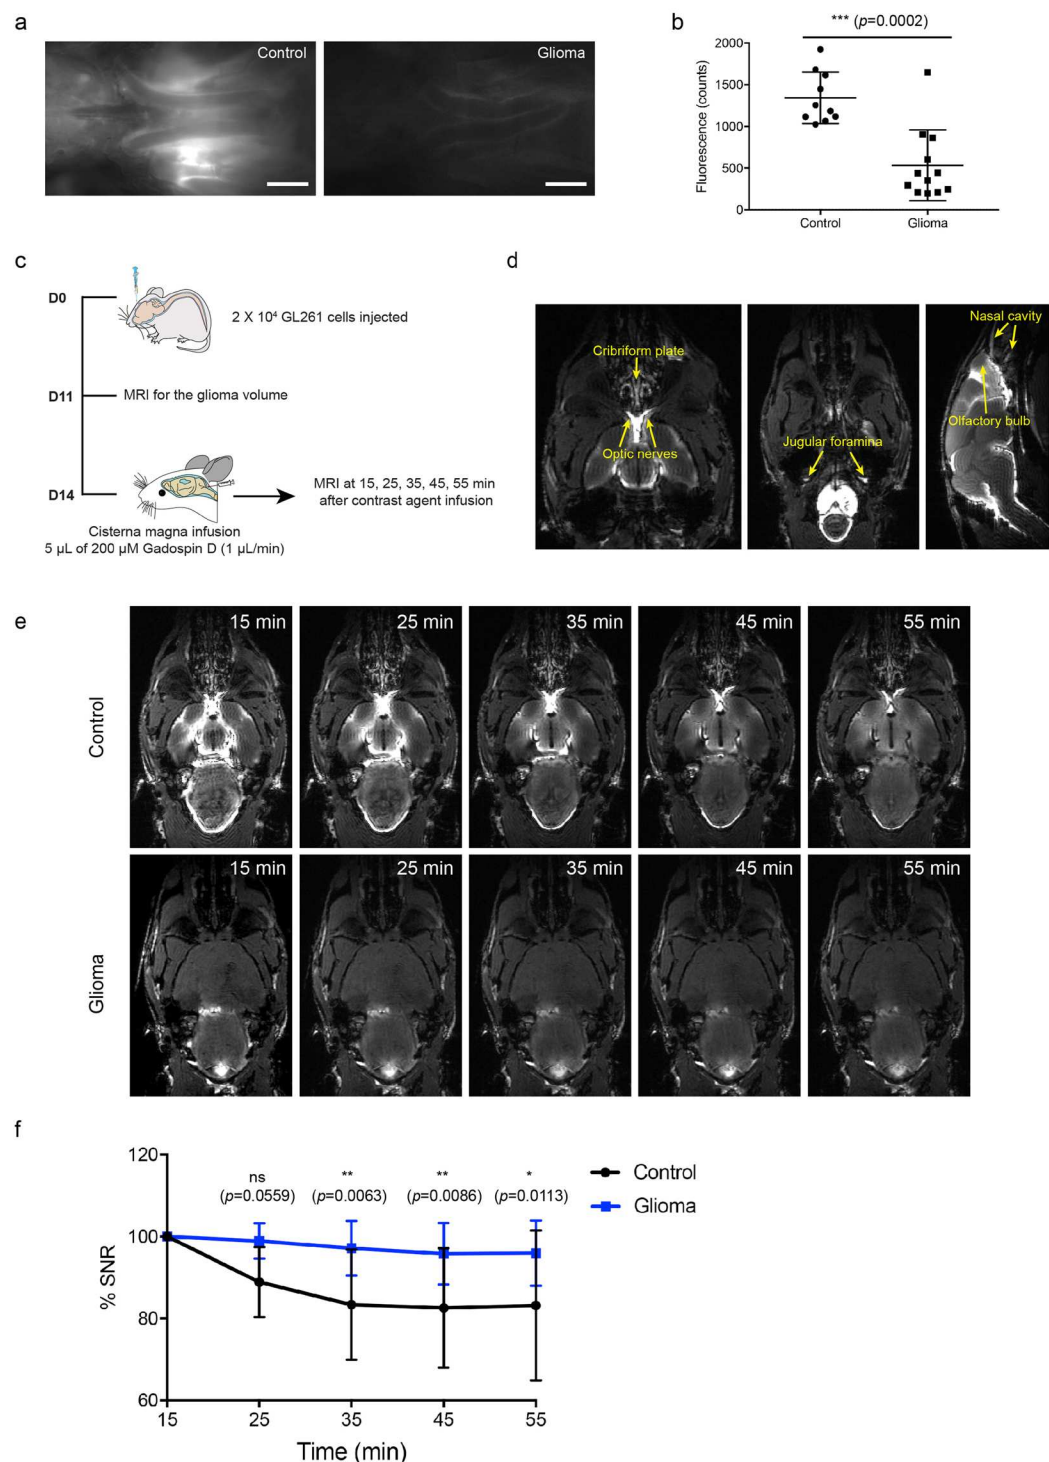 a
Control
Glioma
b
*** (p=0.0002)
2000
1500
1000
500
0
Fluorescence (counts)
Control
Glioma
c
D0
2 X 10⁴ GL261 cells injected
D11
MRI for the glioma volume
D14
MRI at 15, 25, 35, 45, 55 min
after contrast agent infusion
Cisterna magna infusion
5 µL of 200 µM Gadospin D (1 µL/min)
d
Cribriform plate
Optic nerves
Jugular foramina
Nasal cavity
Olfactory bulb
e
Control
15 min
25 min
35 min
45 min
55 min
Glioma
15 min
25 min
35 min
45 min
55 min
f
120
100
80
60
% SNR
ns
(p=0.0559)
**
(p=0.0063)
**
(p=0.0086)
*
(p=0.0113)
Control
Glioma
15
25
35
45
55
Time (min)